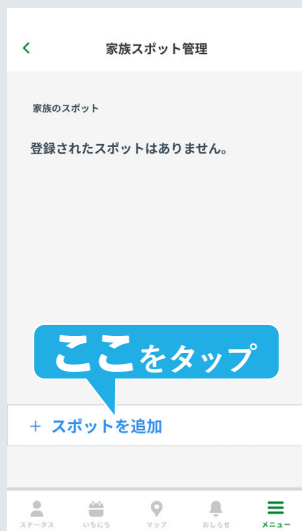 家族スポット管理
家族のスポット
登録されたスポットはありません。
ここをタップ
+ スポットを追加
ステータス いちにち マップ おしらせ メニュー